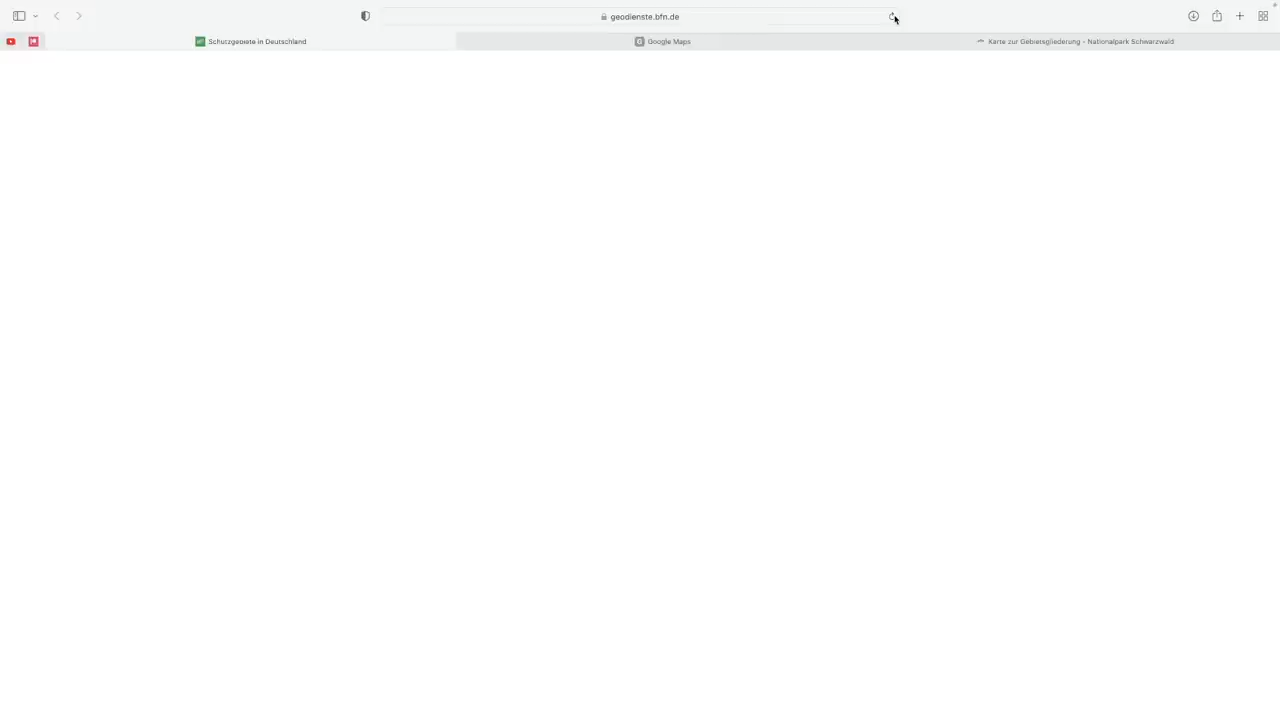 geodienste.bfn.de
Schutzgebiete in Deutschland
Google Maps
Karte zur Gebietsgliederung - Nationalpark Schwarzwald